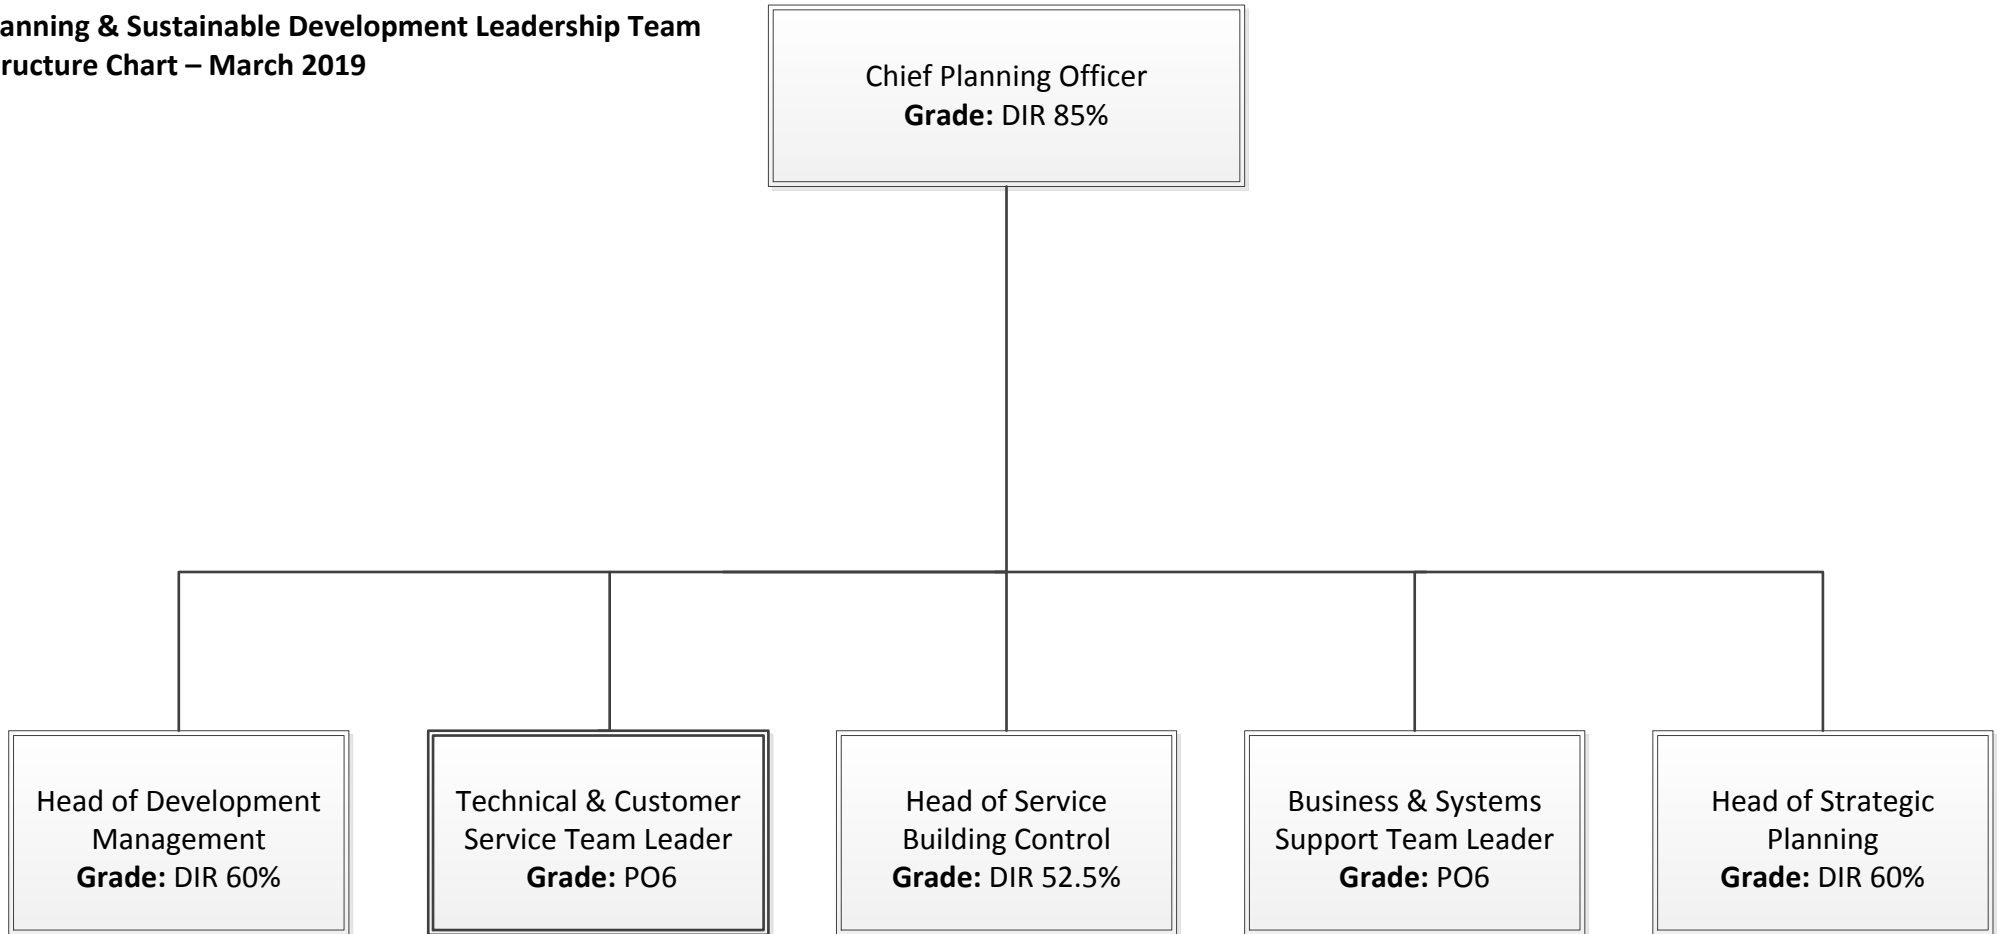 anning & Sustainable Development Leadership Team
ructure Chart – March 2019
Chief Planning Officer
Grade: DIR 85%
Head of Development
Management
Grade: DIR 60%
Technical & Customer
Service Team Leader
Grade: PO6
Head of Service
Building Control
Grade: DIR 52.5%
Business & Systems
Support Team Leader
Grade: PO6
Head of Strategic
Planning
Grade: DIR 60%